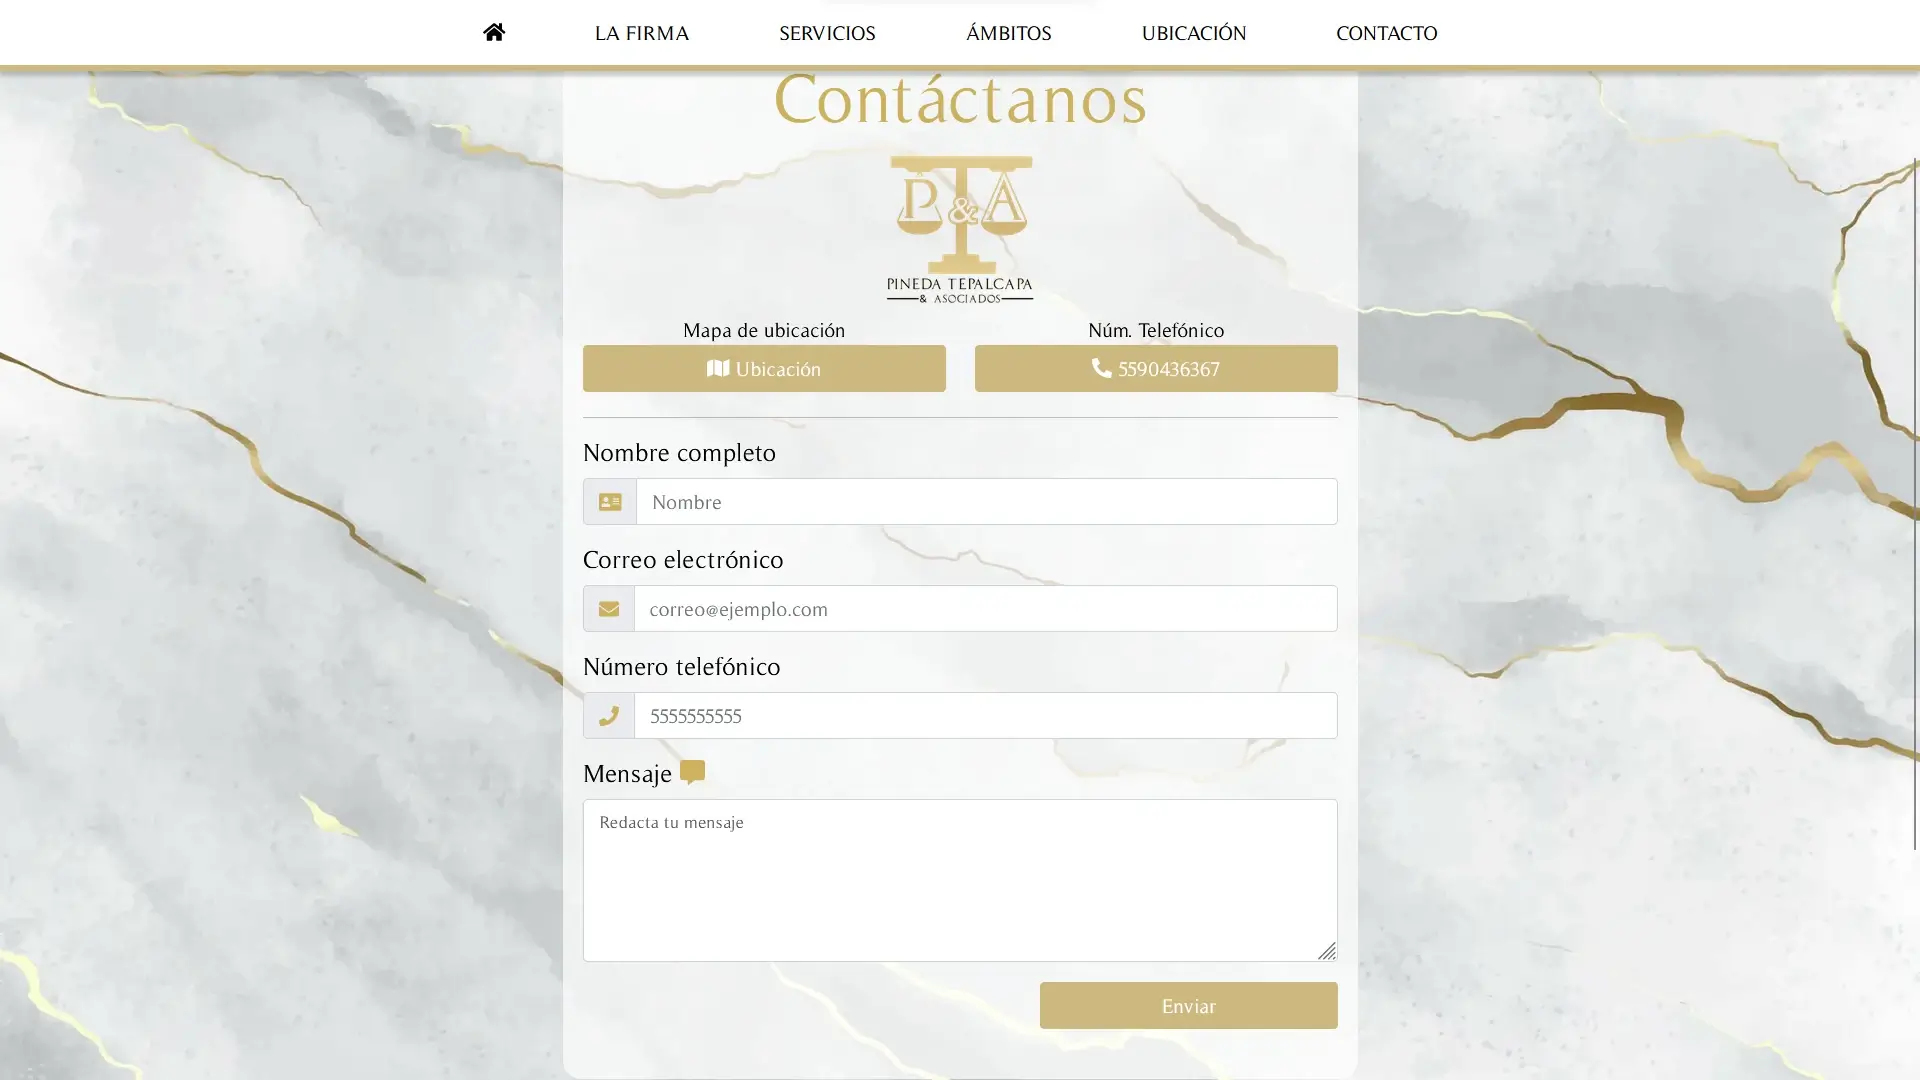 LA FIRMA SERVICIOS ÁMBITOS UBICACIÓN CONTACTO
Contáctanos
P&A
PINEDA TEPALCAPA
& ASOCIADOS
Mapa de ubicación Núm. Telefónico
Ubicación 5590436367
Nombre completo
Nombre
Correo electrónico
correo@ejemplo.com
Número telefónico
5555555555
Mensaje
Redacta tu mensaje
Enviar